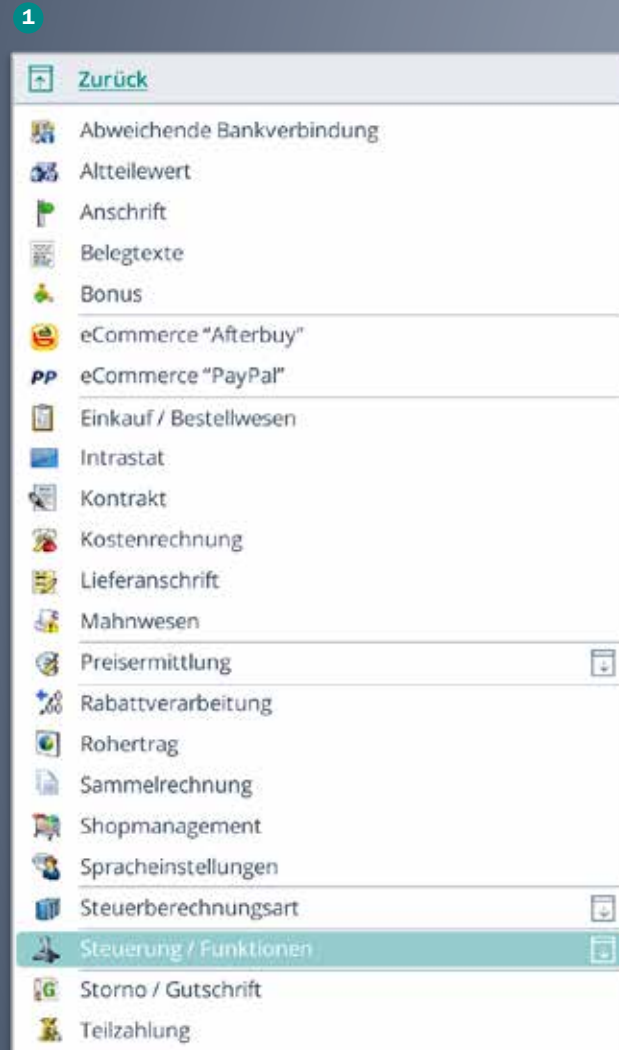 1
Zurück
Abweichende Bankverbindung
Altteilewert
Anschrift
Belegtexte
Bonus
eCommerce “Afterbuy”
PP eCommerce “PayPal”
Einkauf / Bestellwesen
Intrastat
Kontrakt
Kostenrechnung
Lieferanschrift
Mahnwesen
Preisermittlung
Rabattverarbeitung
Rohertrag
Sammelrechnung
Shopmanagement
Spracheinstellungen
Steuerberechnungsart
Steuerung / Funktionen
G Storno / Gutschrift
Teilzahlung